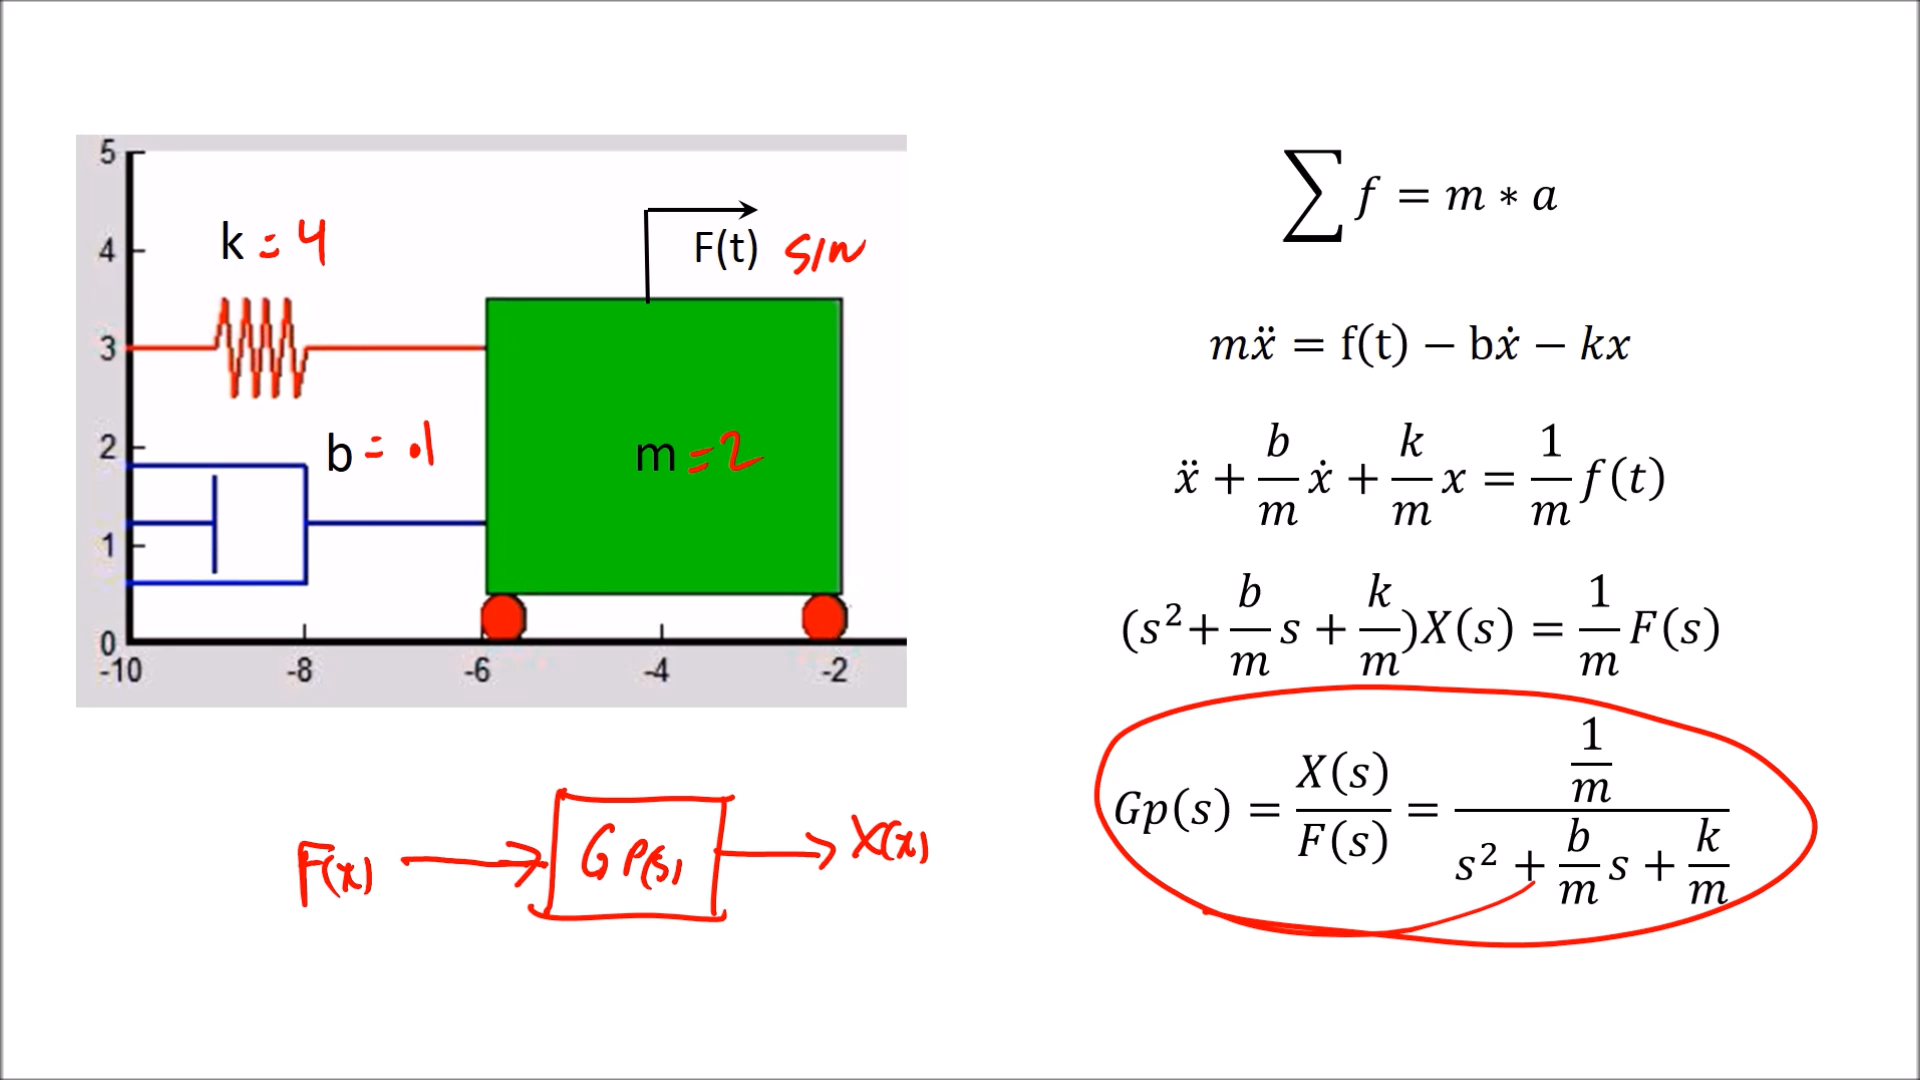 5
k = 4
F(t) sin
4
3
2
b = .1
m = 2
1
0
-10 -8 -6 -4 -2
F(x) Gp(s) X(x)
∑ f = m ∗ a
mẍ = f(t) − bẋ − kx
ẍ + b/m ẋ + k/m x = 1/m f(t)
(s² + b/m s + k/m)X(s) = 1/m F(s)
Gp(s) = X(s)/F(s) = (1/m)/(s² + b/m s + k/m)